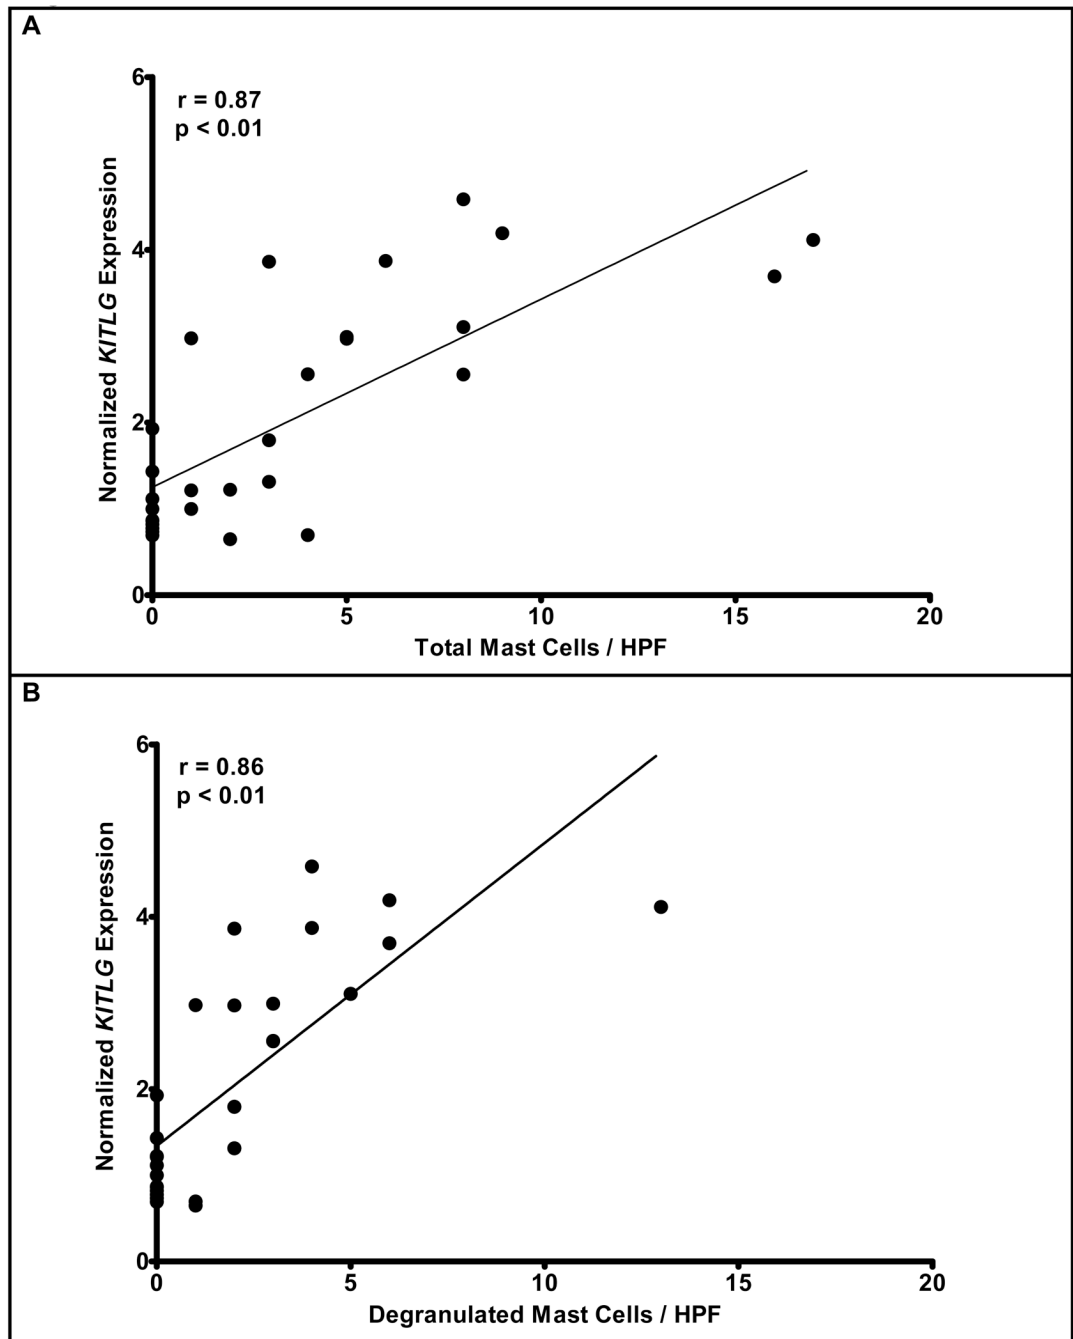 A
6
r = 0.87
p < 0.01
4
2
0
Normalized KITLG Expression
0 5 10 15 20
Total Mast Cells / HPF
B
6
r = 0.86
p < 0.01
4
2
0
Normalized KITLG Expression
0 5 10 15 20
Degranulated Mast Cells / HPF